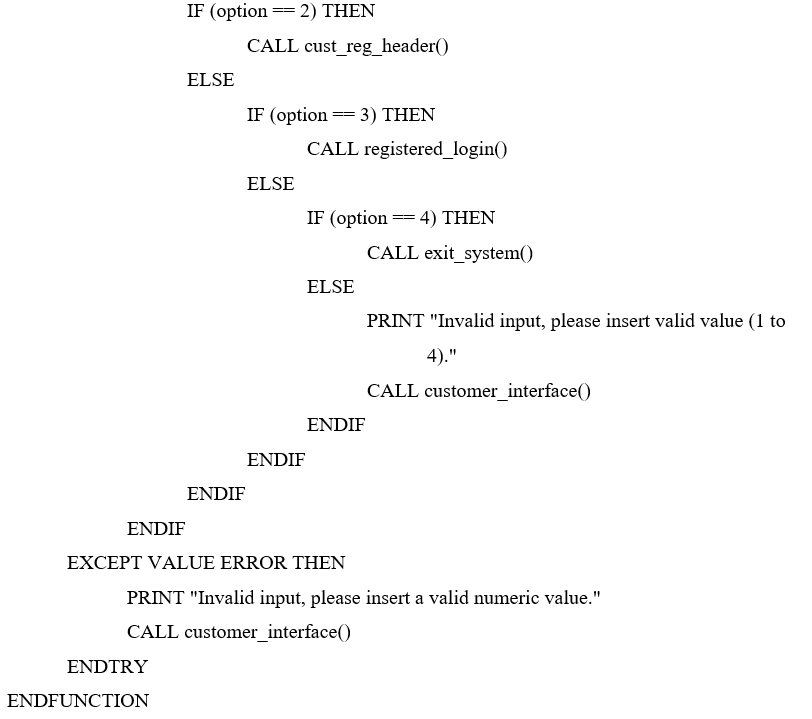 IF (option == 2) THEN
CALL cust_reg_header()
ELSE
IF (option == 3) THEN
CALL registered_login()
ELSE
IF (option == 4) THEN
CALL exit_system()
ELSE
PRINT "Invalid input, please insert valid value (1 to
4)."
CALL customer_interface()
ENDIF
ENDIF
ENDIF
ENDIF
EXCEPT VALUE ERROR THEN
PRINT "Invalid input, please insert a valid numeric value."
CALL customer_interface()
ENDTRY
ENDFUNCTION